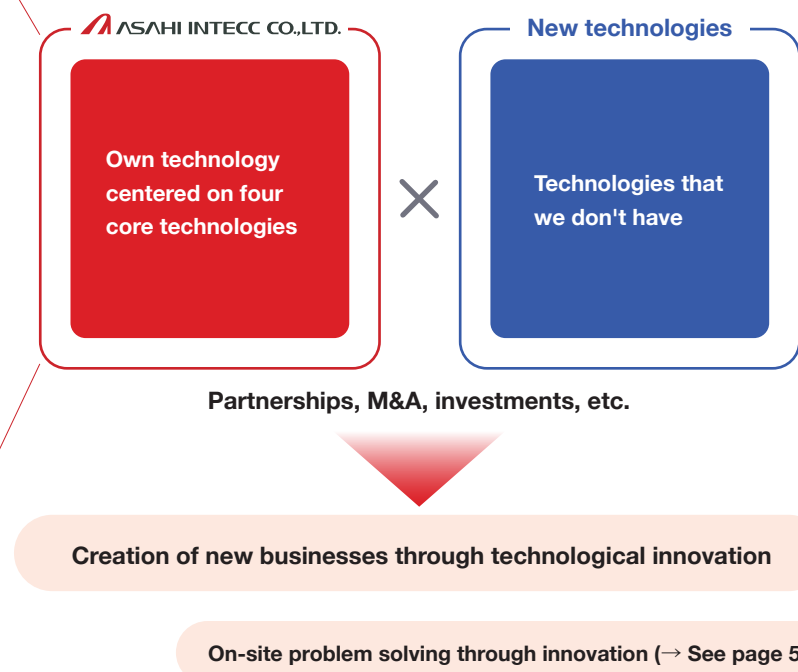 ASAHI INTECC CO.,LTD.
Own technology
centered on four
core technologies
New technologies
Technologies that
we don't have
Partnerships, M&A, investments, etc.
Creation of new businesses through technological innovation
On-site problem solving through innovation (→ See page 5